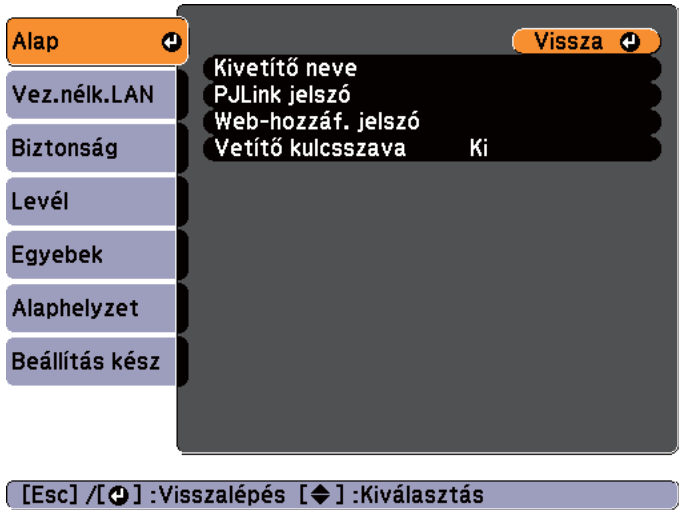 Alap
Vez.nélk.LAN
Biztonság
Levél
Egyebek
Alaphelyzet
Beállítás kész
Vissza
Kivetítő neve
PJLink jelszó
Web-hozzáf. jelszó
Vetítő kulcsszava Ki
[Esc] /[ ] :Visszalépés [ ] :Kiválasztás